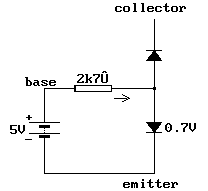 collector
base
2k7Û
+
5V
−
0.7V
emitter